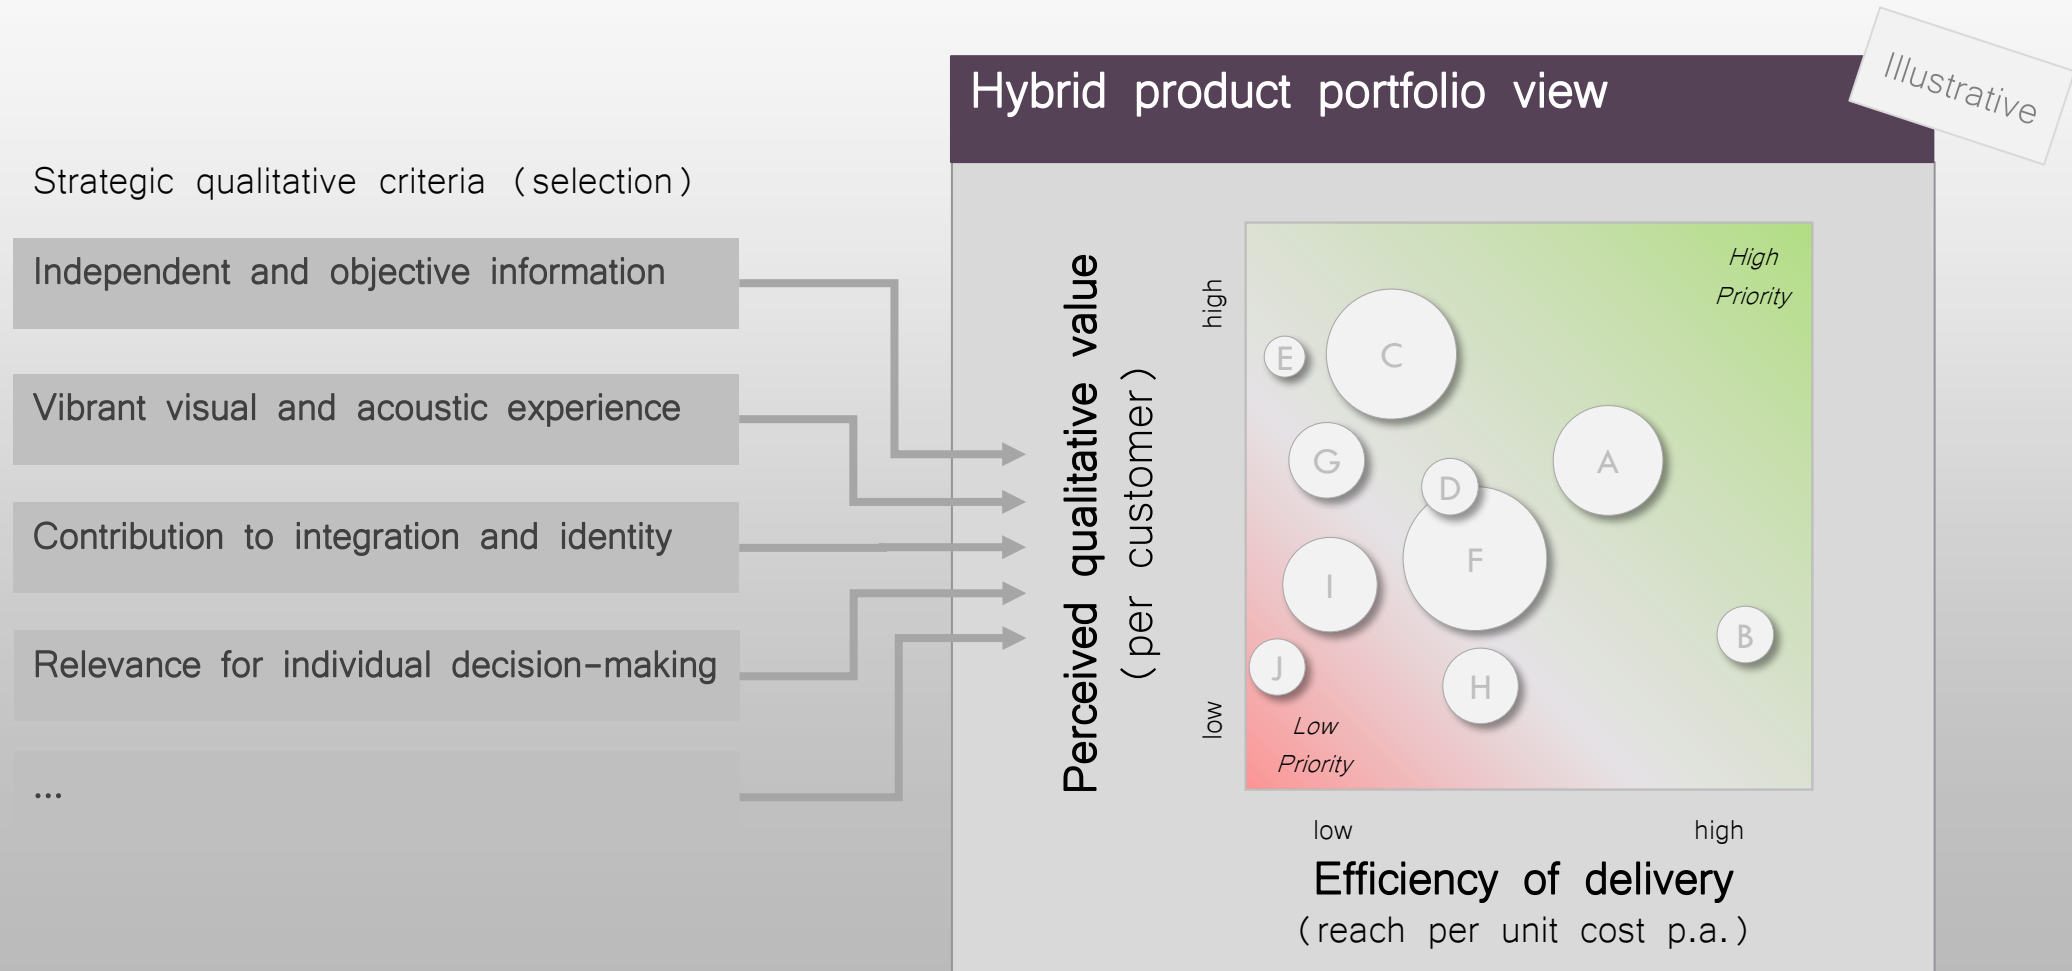 Illustrative
Hybrid product portfolio view
Strategic qualitative criteria (selection)
Independent and objective information
Vibrant visual and acoustic experience
Contribution to integration and identity
Relevance for individual decision-making
...
Perceived qualitative value
(per customer)
high
low
High
Priority
E
C
G
D
A
I
F
J
H
B
Low
Priority
low
high
Efficiency of delivery
(reach per unit cost p.a.)